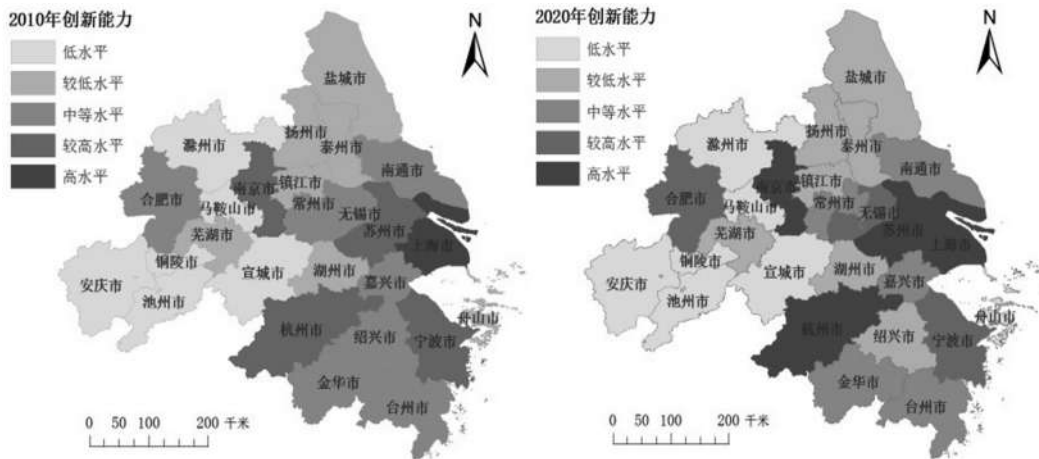 2010年创新能力
低水平
较低水平
中等水平
较高水平
高水平
N
盐城市
滁州市
扬州市
泰州市
南通市
合肥市
南京市
镇江市
常州市
无锡市
马鞍山市
苏州市
上海市
芜湖市
铜陵市
宣城市
湖州市
嘉兴市
安庆市
池州市
杭州市
绍兴市
宁波市
舟山市
金华市
台州市
0 50 100 200 千米
2020年创新能力
低水平
较低水平
中等水平
较高水平
高水平
N
盐城市
滁州市
扬州市
泰州市
南通市
合肥市
南京市
镇江市
常州市
无锡市
马鞍山市
苏州市
上海市
芜湖市
铜陵市
宣城市
湖州市
嘉兴市
安庆市
池州市
杭州市
绍兴市
宁波市
舟山市
金华市
台州市
0 50 100 200 千米